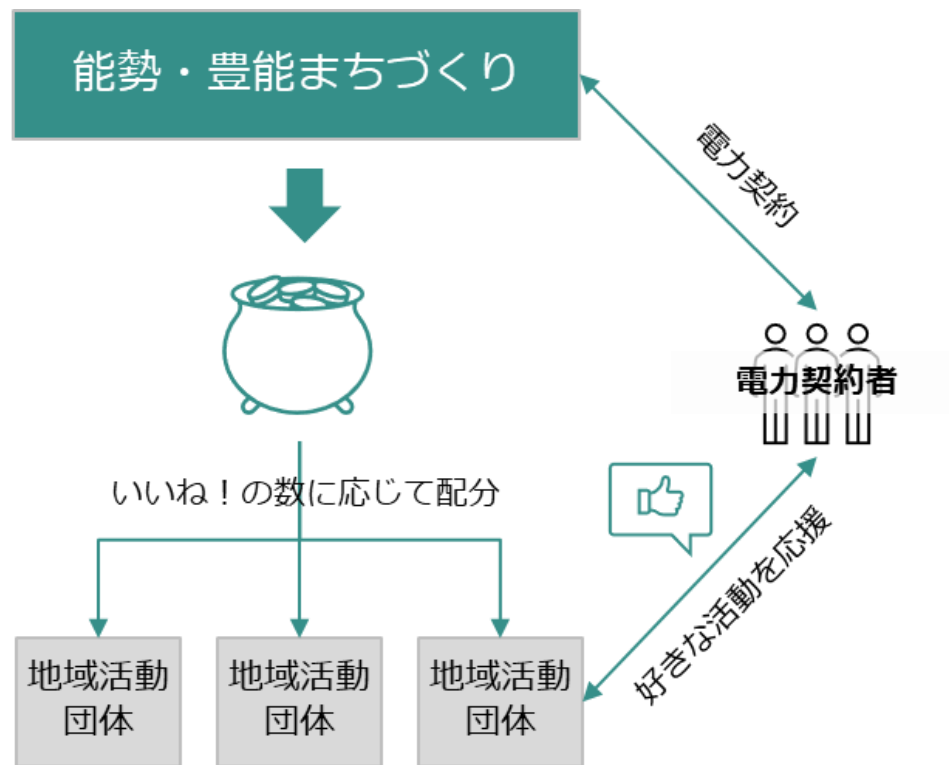 能勢・豊能まちづくり
電力契約
電力契約者
いいね！の数に応じて配分
好きな活動を応援
地域活動
団体
地域活動
団体
地域活動
団体